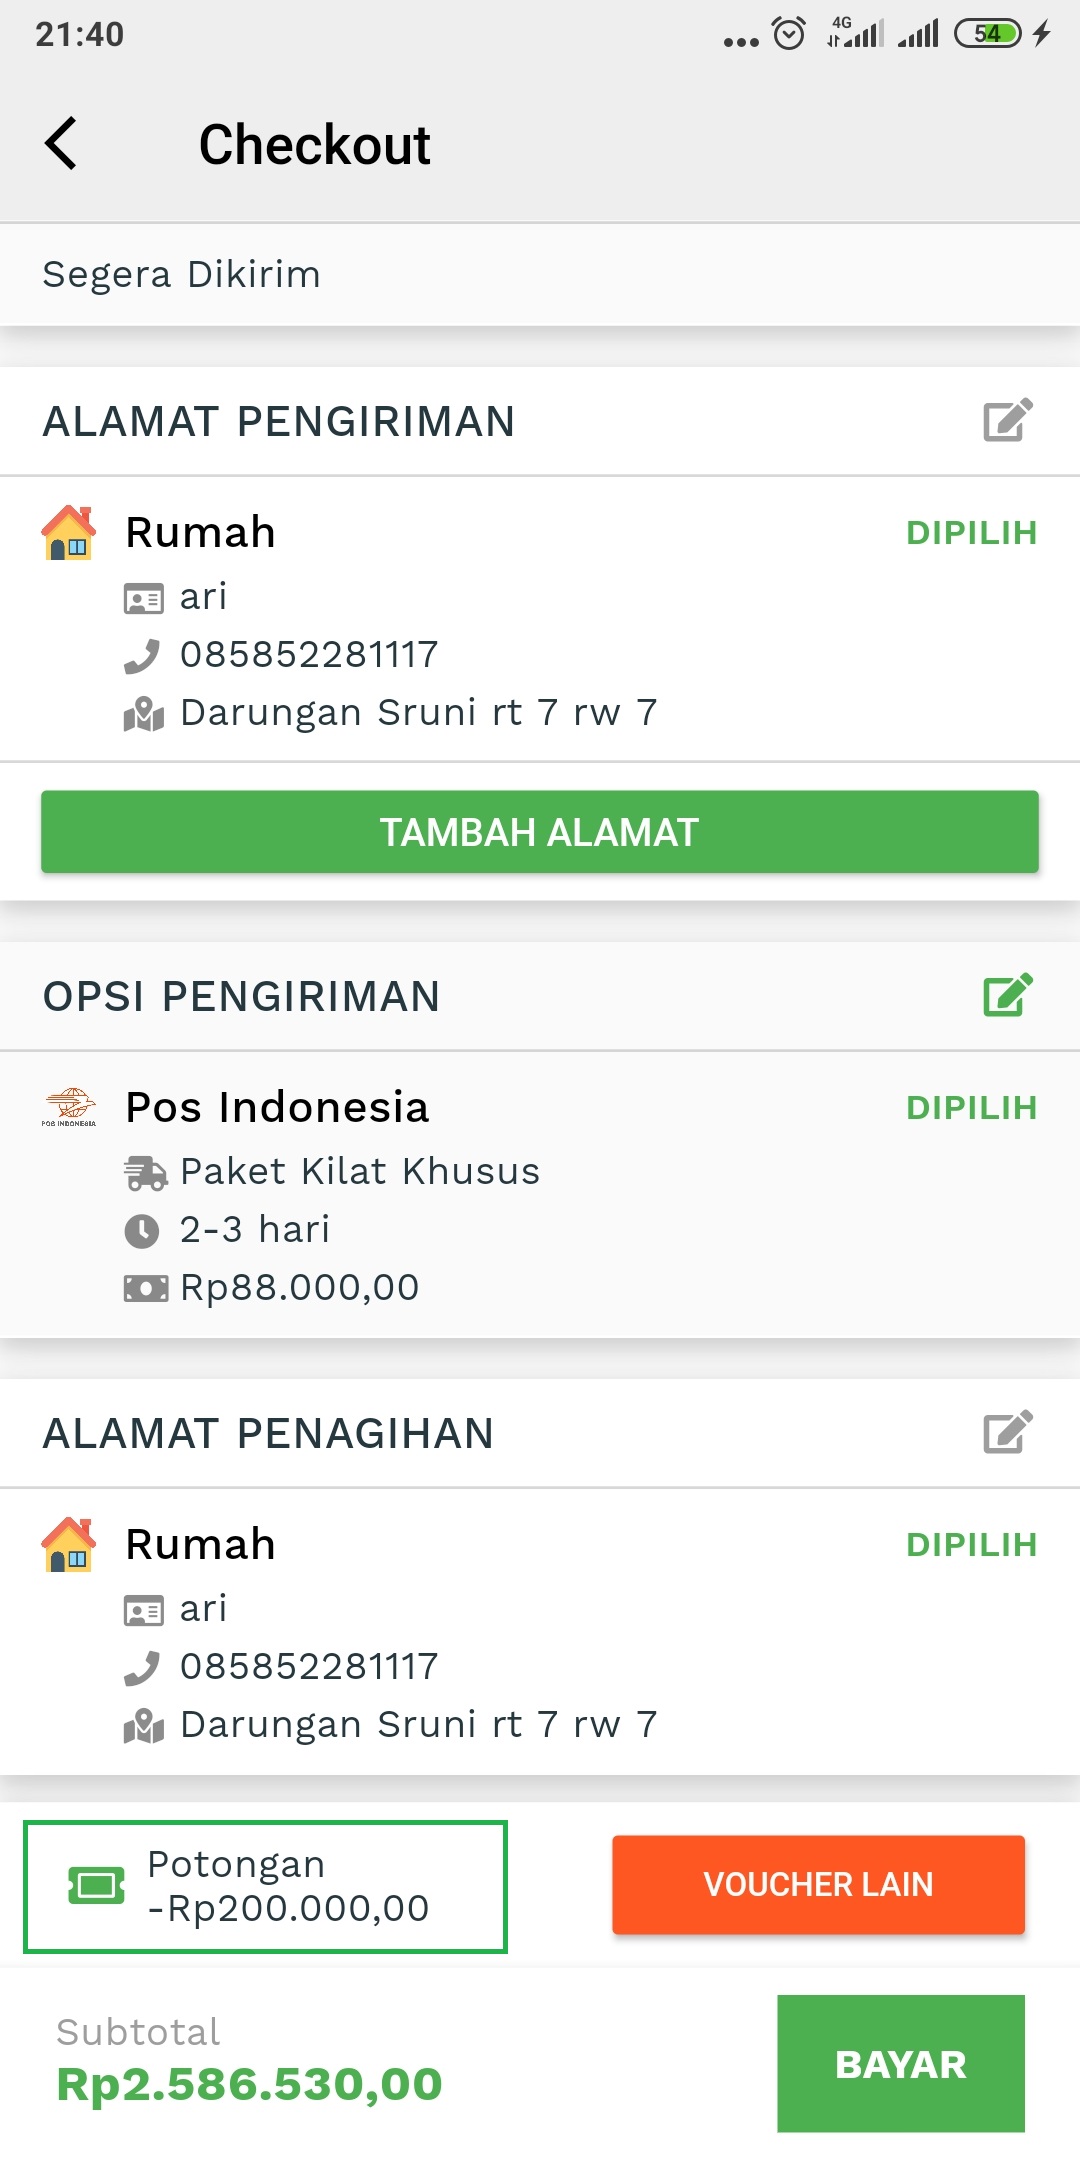 21:40
4G
54
Checkout
Segera Dikirim
ALAMAT PENGIRIMAN
Rumah
DIPILIH
ari
085852281117
Darungan Sruni rt 7 rw 7
TAMBAH ALAMAT
OPSI PENGIRIMAN
POS INDONESIA
Pos Indonesia
DIPILIH
Paket Kilat Khusus
2-3 hari
Rp88.000,00
ALAMAT PENAGIHAN
Rumah
DIPILIH
ari
085852281117
Darungan Sruni rt 7 rw 7
Potongan
-Rp200.000,00
VOUCHER LAIN
Subtotal
Rp2.586.530,00
BAYAR